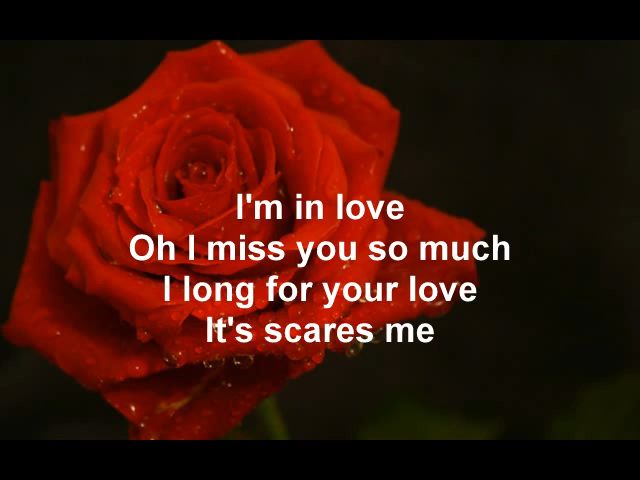 I'm in love
Oh I miss you so much
I long for your love
It's scares me